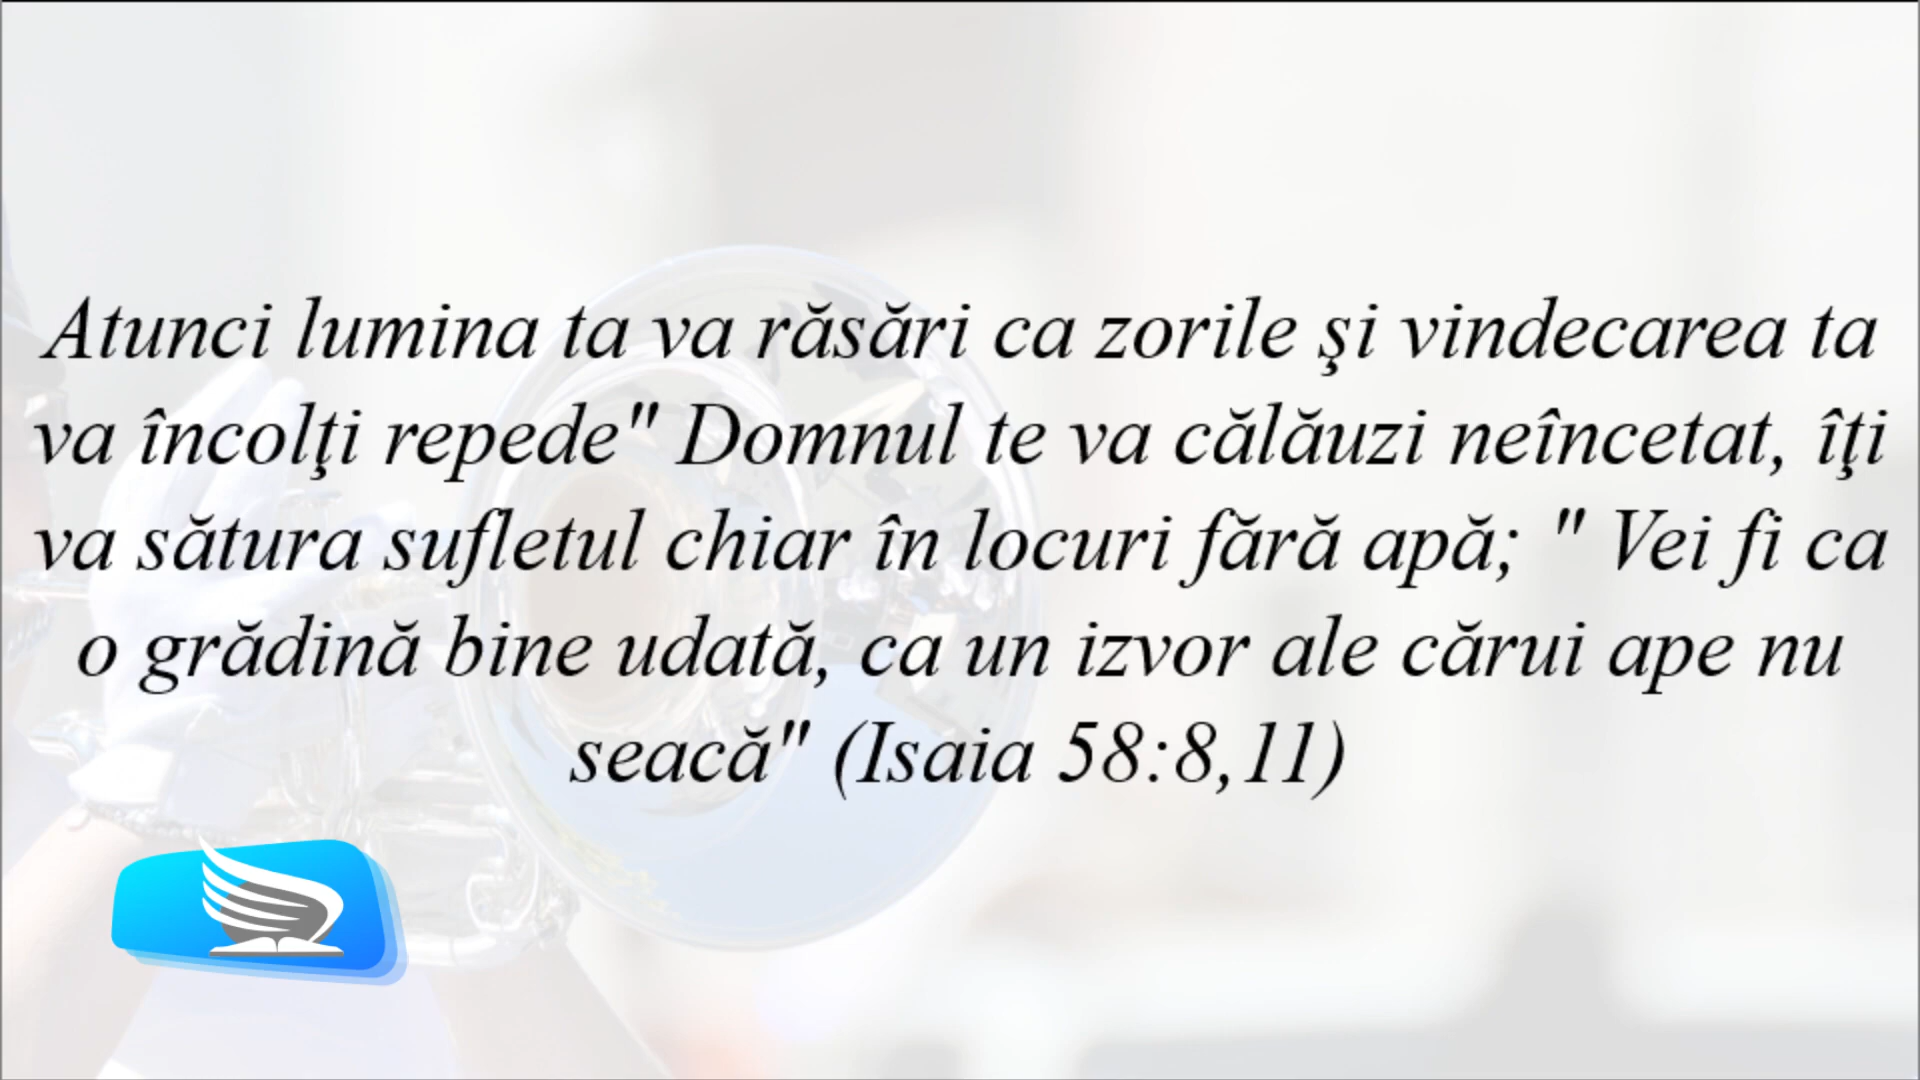 Atunci lumina ta va răsări ca zorile şi vindecarea ta
va încolţi repede" Domnul te va călăuzi neîncetat, îţi
va sătura sufletul chiar în locuri fără apă; " Vei fi ca
o grădină bine udată, ca un izvor ale cărui ape nu
seacă" (Isaia 58:8,11)